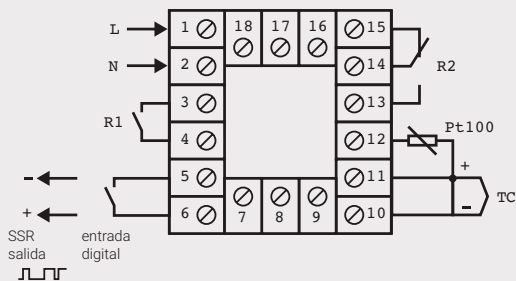 L 1 18 17 16 15
N 2 14 R2
R1 3 13
4 12 Pt100
- 5 11 +
+ 6 7 8 9 10 - TC
SSR entrada
salida digital